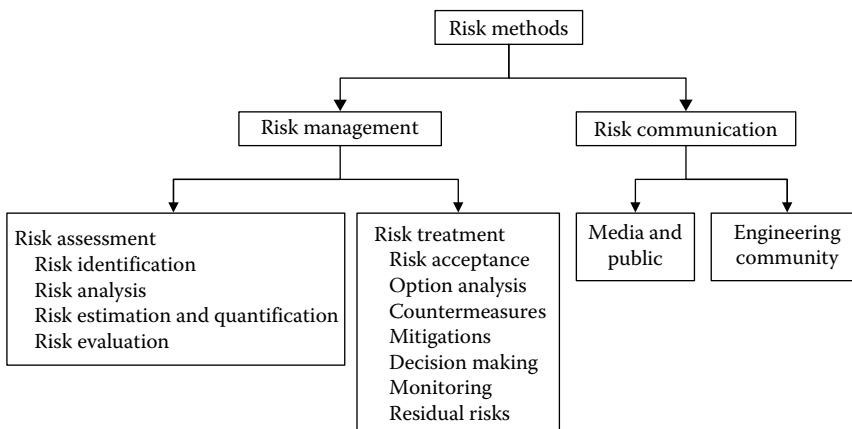 Risk methods
Risk management
Risk communication
Risk assessment
Risk identification
Risk analysis
Risk estimation and quantification
Risk evaluation
Risk treatment
Risk acceptance
Option analysis
Countermeasures
Mitigations
Decision making
Monitoring
Residual risks
Media and
public
Engineering
community